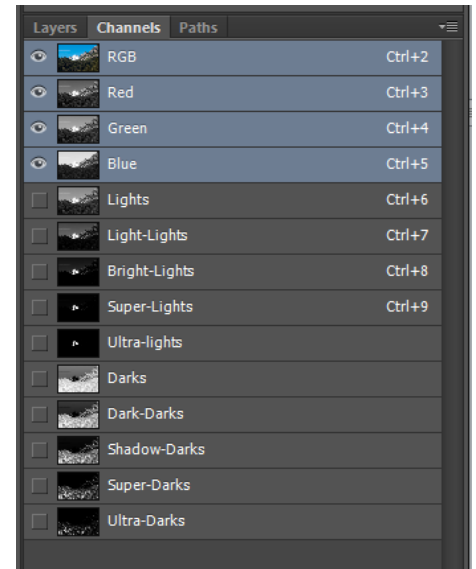 Layers Channels Paths
RGB Ctrl+2
Red Ctrl+3
Green Ctrl+4
Blue Ctrl+5
Lights Ctrl+6
Light-Lights Ctrl+7
Bright-Lights Ctrl+8
Super-Lights Ctrl+9
Ultra-lights
Darks
Dark-Darks
Shadow-Darks
Super-Darks
Ultra-Darks